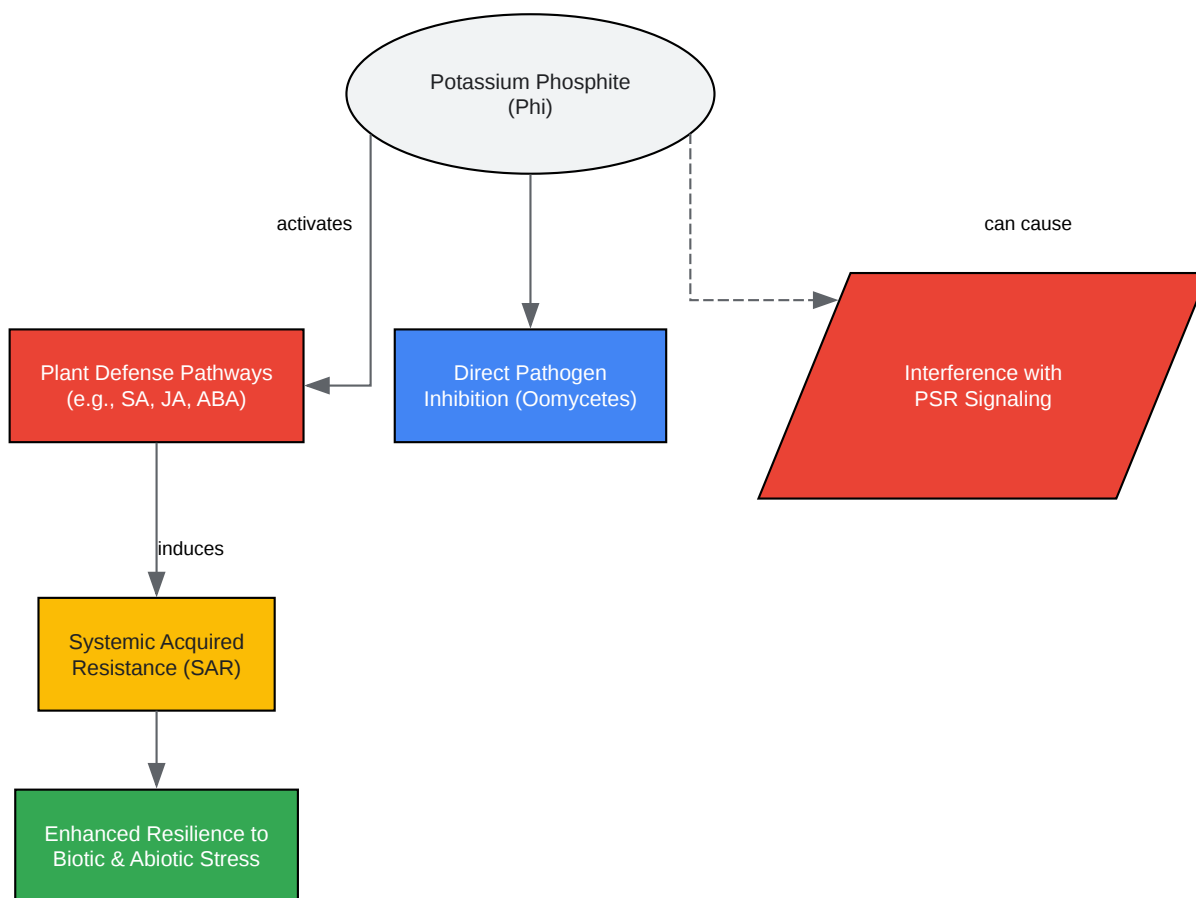 Potassium Phosphite
(Phi)
activates
can cause
Plant Defense Pathways
(e.g., SA, JA, ABA)
Direct Pathogen
Inhibition (Oomycetes)
Interference with
PSR Signaling
induces
Systemic Acquired
Resistance (SAR)
Enhanced Resilience to
Biotic & Abiotic Stress